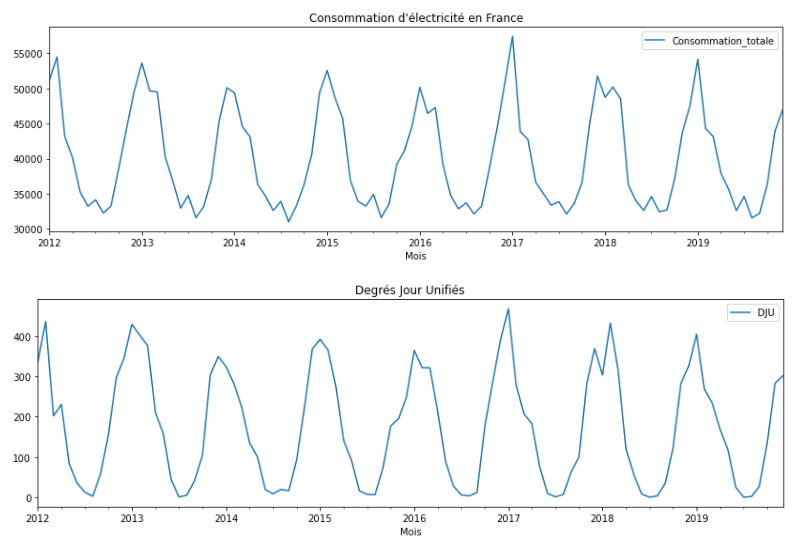 Consommation d'électricité en France
Consommation_totale
55000
50000
45000
40000
35000
30000
2012 2013 2014 2015 2016 2017 2018 2019
Mois
Degrés Jour Unifiés
DJU
400
300
200
100
0
2012 2013 2014 2015 2016 2017 2018 2019
Mois